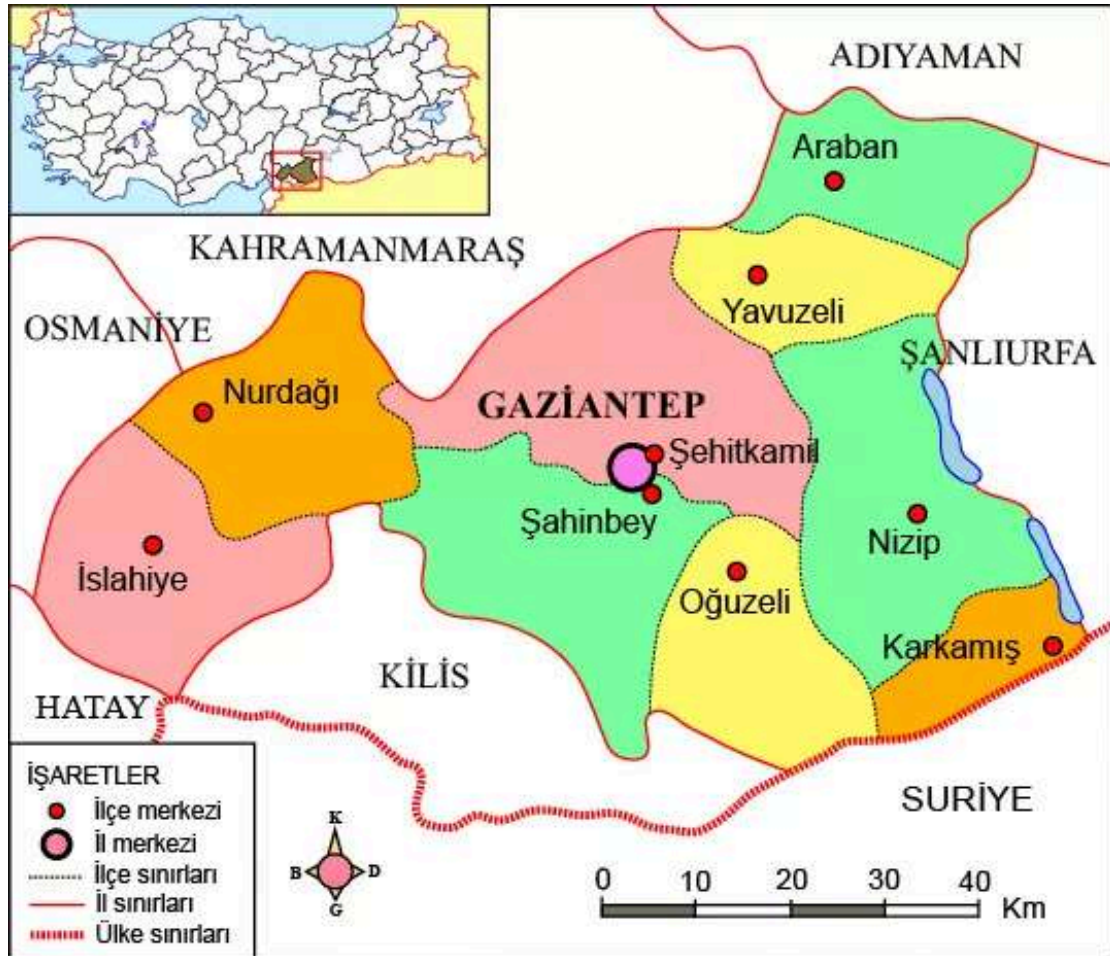 ADIYAMAN
Araban
KAHRAMANMARAŞ
Yavuzeli
OSMANİYE
ŞANLIURFA
Nurdağı
GAZİANTEP
Şehitkamil
Şahinbey
Nizip
İslahiye
Oğuzeli
Karkamış
KİLİS
HATAY
SURİYE
İŞARETLER
İlçe merkezi
İl merkezi
İlçe sınırları
İl sınırları
Ülke sınırları
K
B D
G
0 10 20 30 40
Km